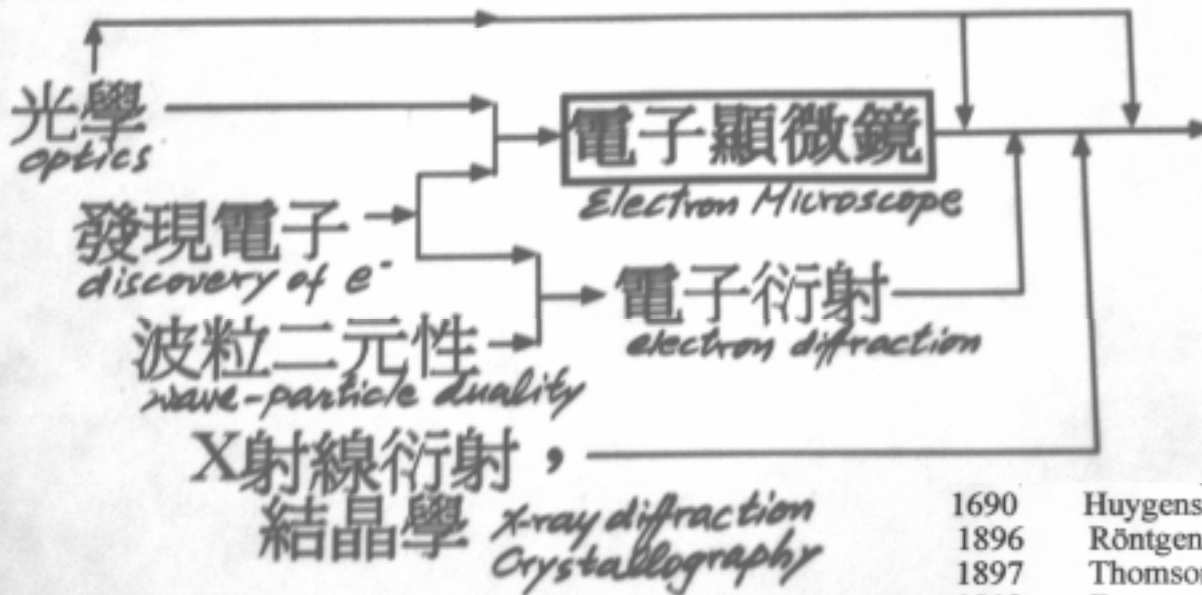 光學
optics
電子顯微鏡
Electron Microscope
發現電子
discovery of e⁻
電子衍射
electron diffraction
波粒二元性
wave-particle duality
X射線衍射，
結晶學
X-ray diffraction
Crystallography
1690 Huygens
1896 Röntgen
1897 Thomson